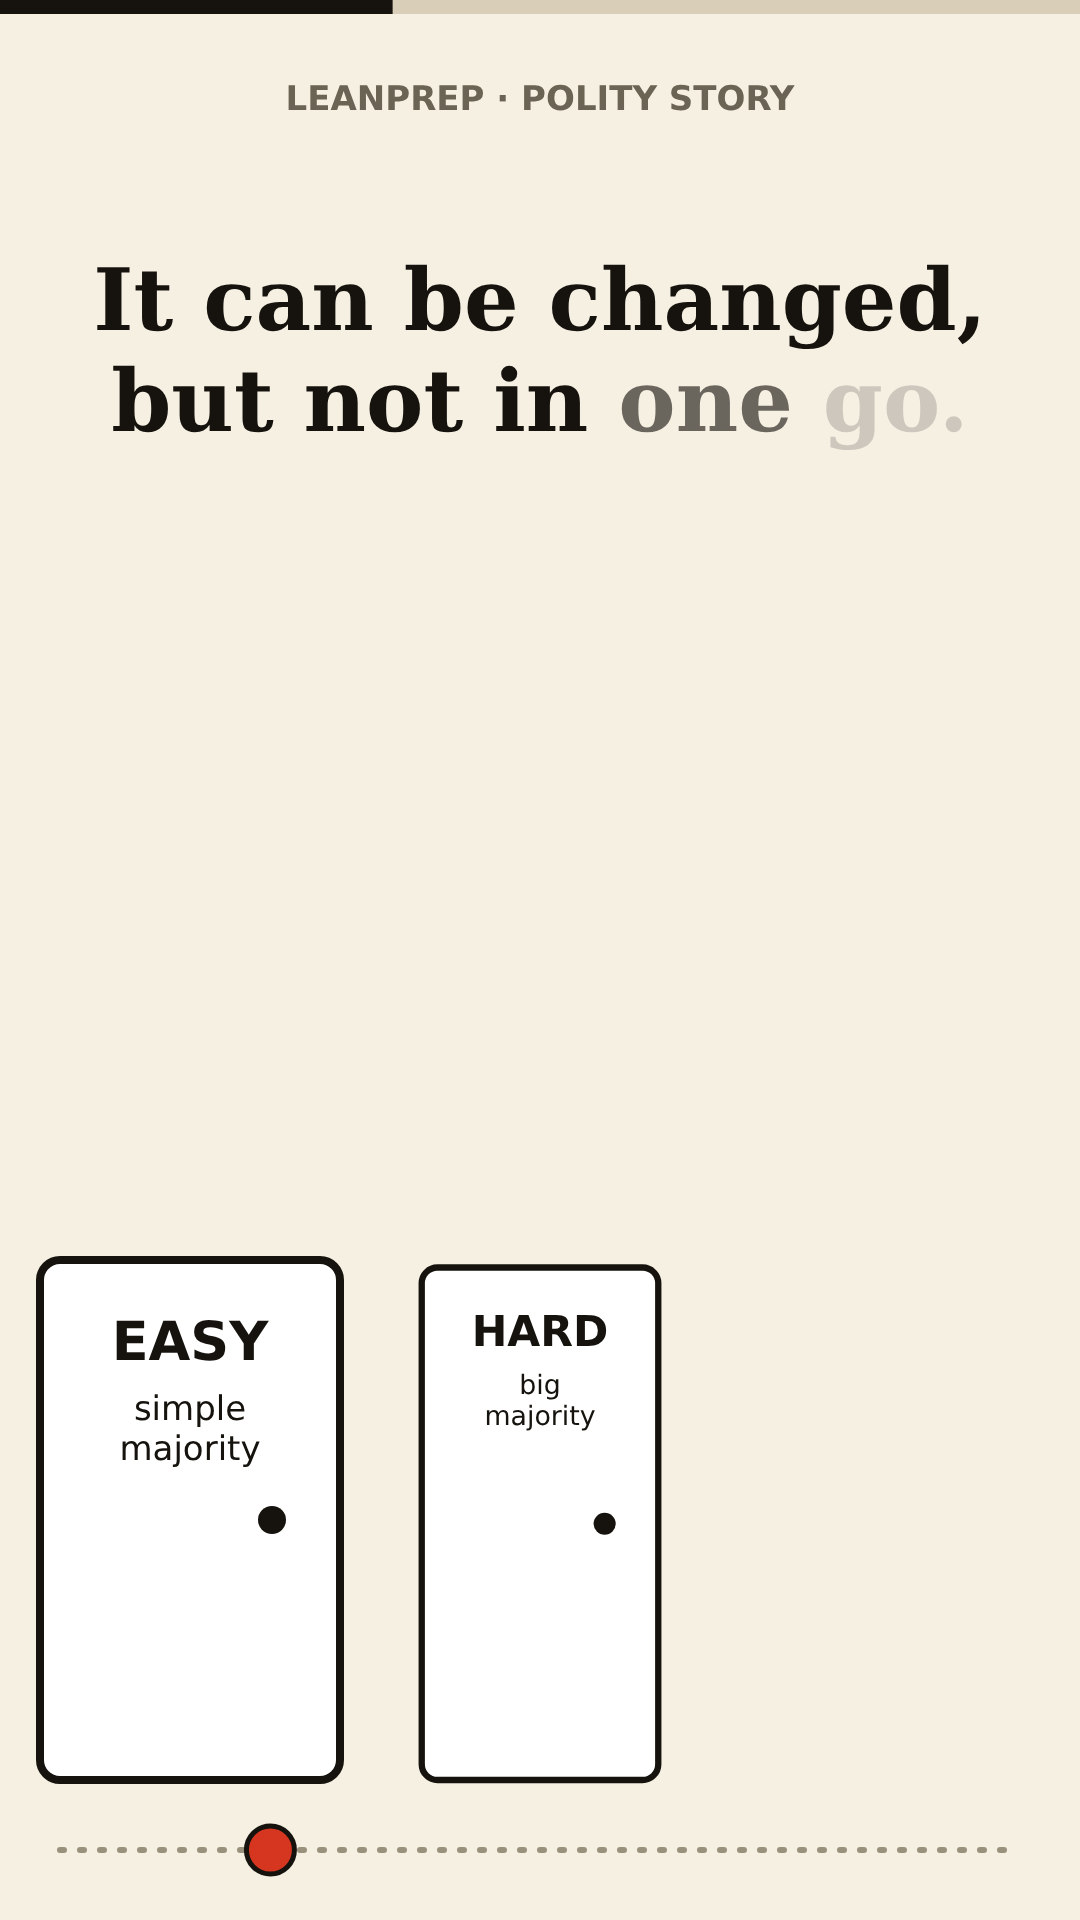 LEANPREP · POLITY STORY
It can be changed,
but not in one go.
EASY
simple
majority
HARD
big
majority